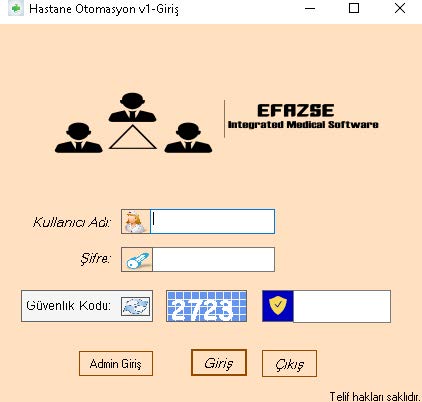 Hastane Otomasyon v1-Giriş
EFAZSE
Integrated Medical Software
Kullanıcı Adı:
Şifre:
Güvenlik Kodu: 2723
Admin Giriş Giriş Çıkış
Telif hakları saklıdır.